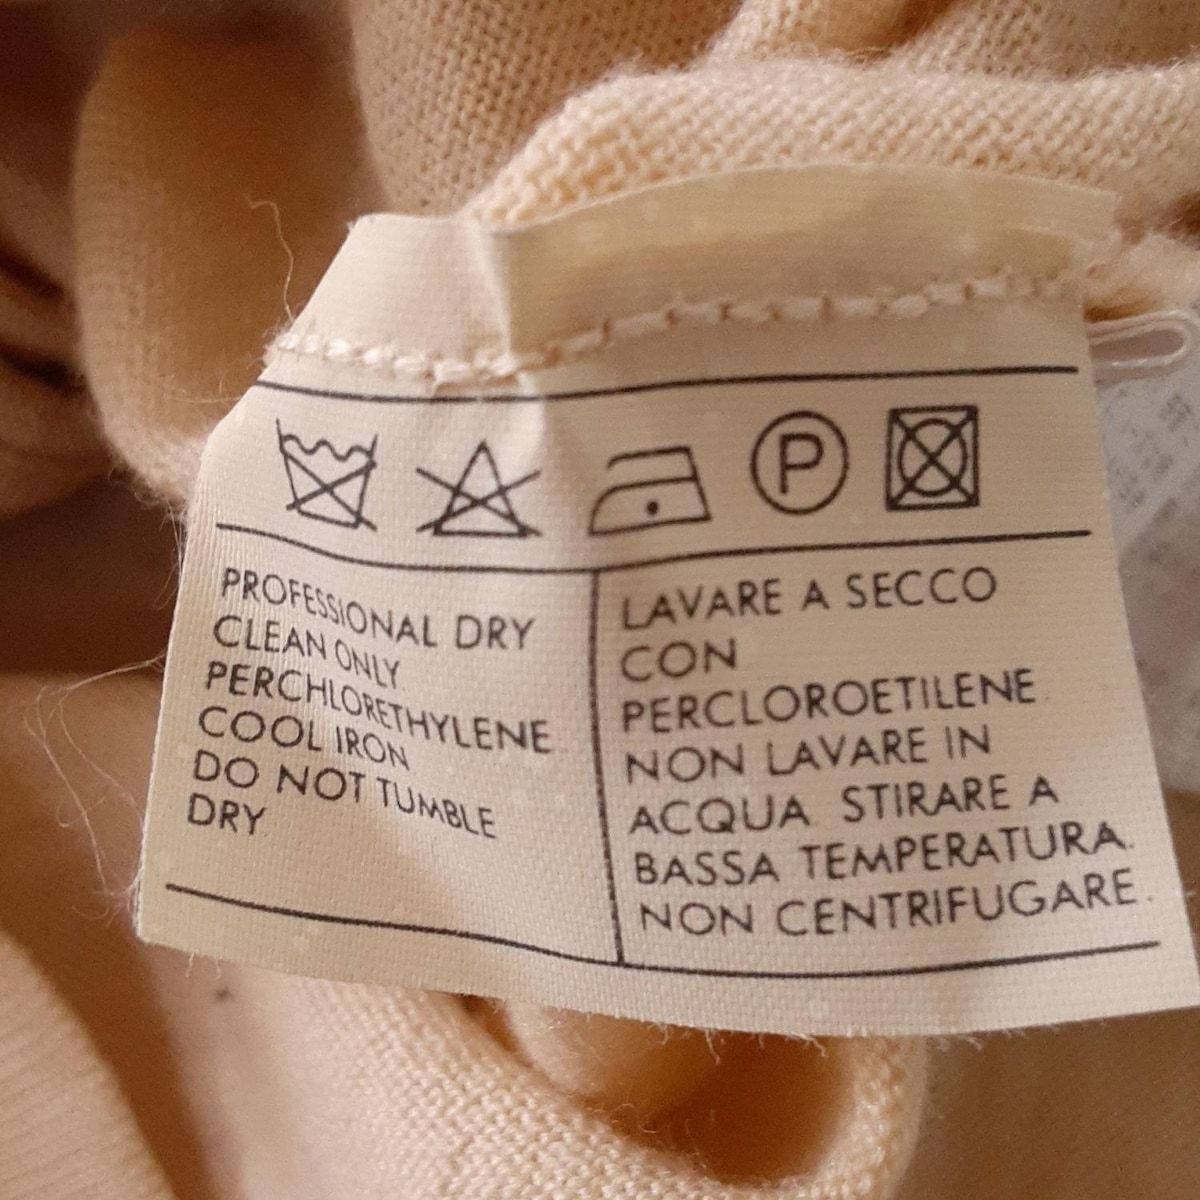 P
PROFESSIONAL DRY
CLEAN ONLY
PERCHLORETHYLENE
COOL IRON
DO NOT TUMBLE
DRY
LAVARE A SECCO
CON
PERCLOROETILENE
NON LAVARE IN
ACQUA STIRARE A
BASSA TEMPERATURA.
NON CENTRIFUGARE.